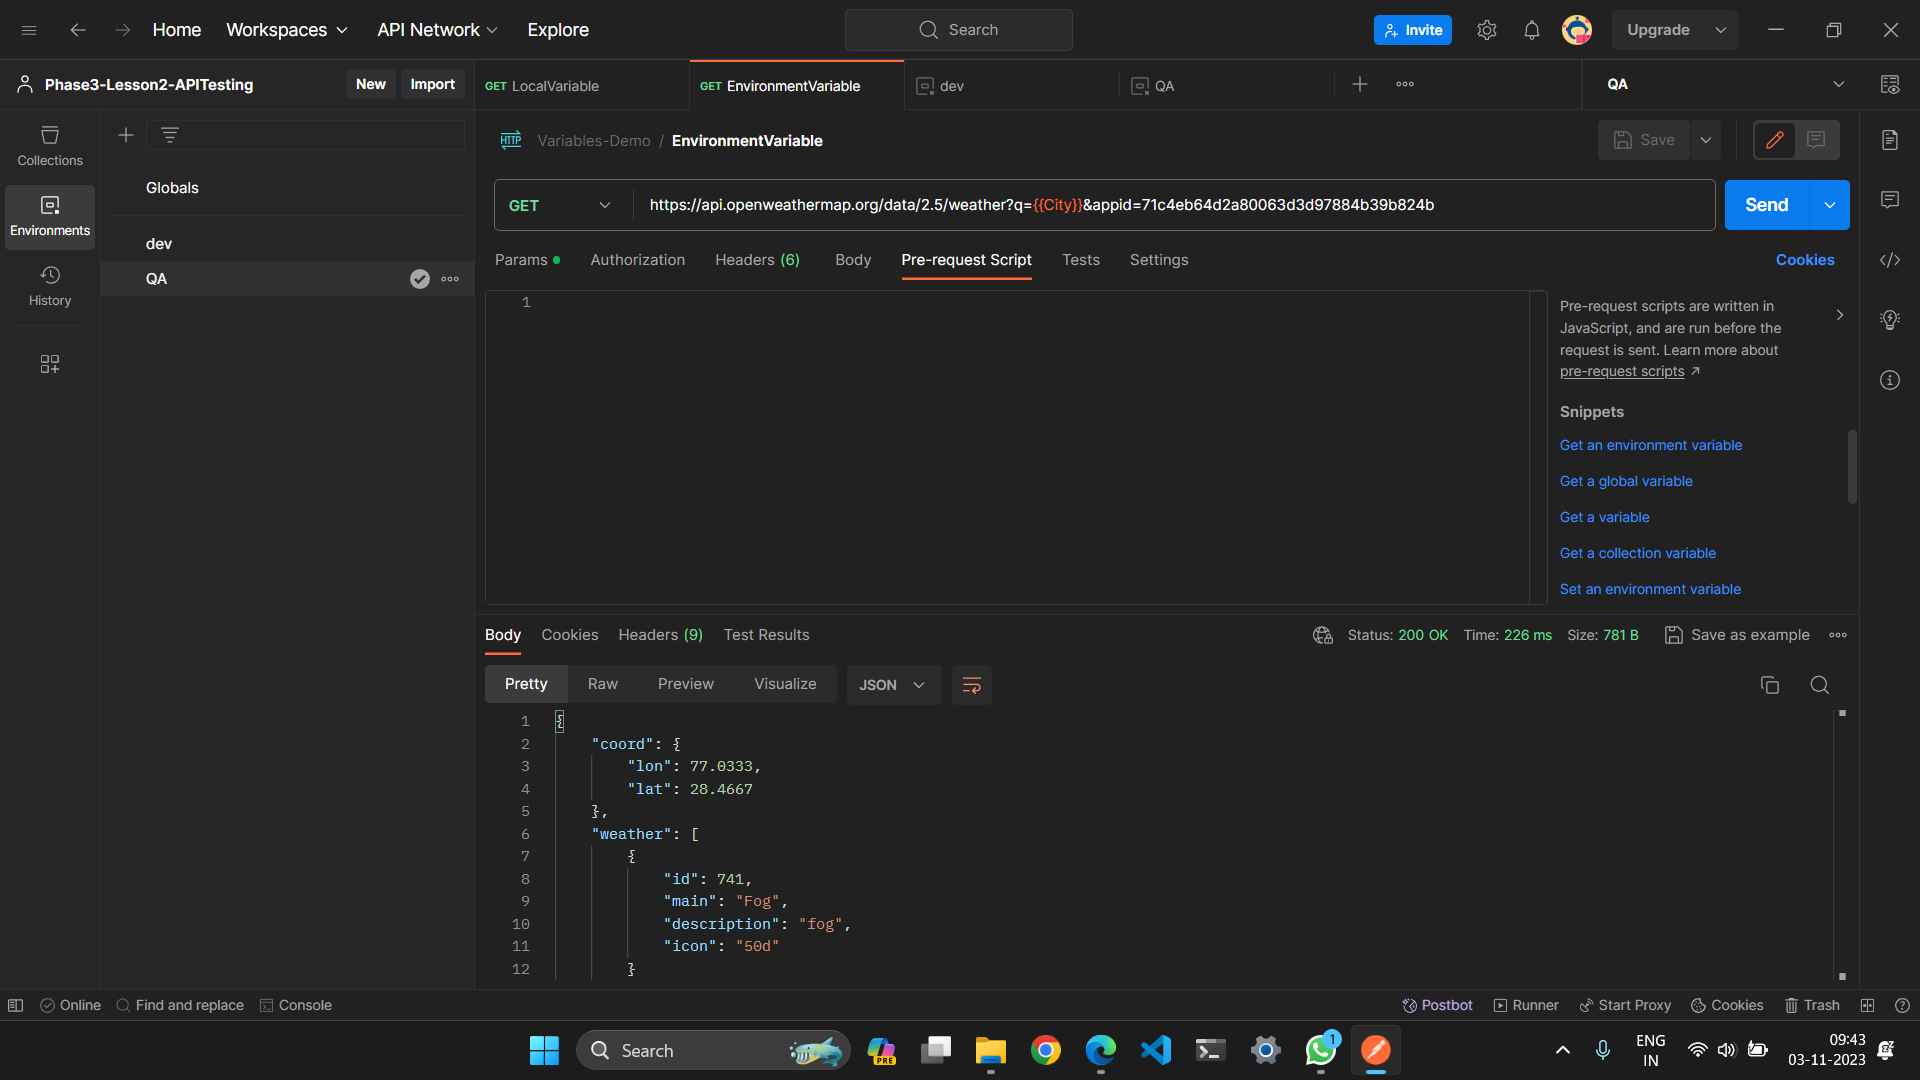 Home Workspaces API Network Explore Search Invite Upgrade
Phase3-Lesson2-APITesting New Import GET LocalVariable GET EnvironmentVariable dev QA QA
Collections
Environments
History
Globals
dev
QA
HTTP Variables-Demo / EnvironmentVariable Save
GET https://api.openweathermap.org/data/2.5/weather?q={{City}}&appid=71c4eb64d2a80063d3d97884b39b824b Send
Params Authorization Headers (6) Body Pre-request Script Tests Settings Cookies
1
Pre-request scripts are written in
JavaScript, and are run before the
request is sent. Learn more about
pre-request scripts ↗
Snippets
Get an environment variable
Get a global variable
Get a variable
Get a collection variable
Set an environment variable
Body Cookies Headers (9) Test Results Status: 200 OK Time: 226 ms Size: 781 B Save as example
Pretty Raw Preview Visualize JSON
1 {
2 "coord": {
3 "lon": 77.0333,
4 "lat": 28.4667
5 },
6 "weather": [
7 {
8 "id": 741,
9 "main": "Fog",
10 "description": "fog",
11 "icon": "50d"
12 }
Online Find and replace Console Postbot Runner Start Proxy Cookies Trash
Search PRE 1 ENG
IN
09:43
03-11-2023